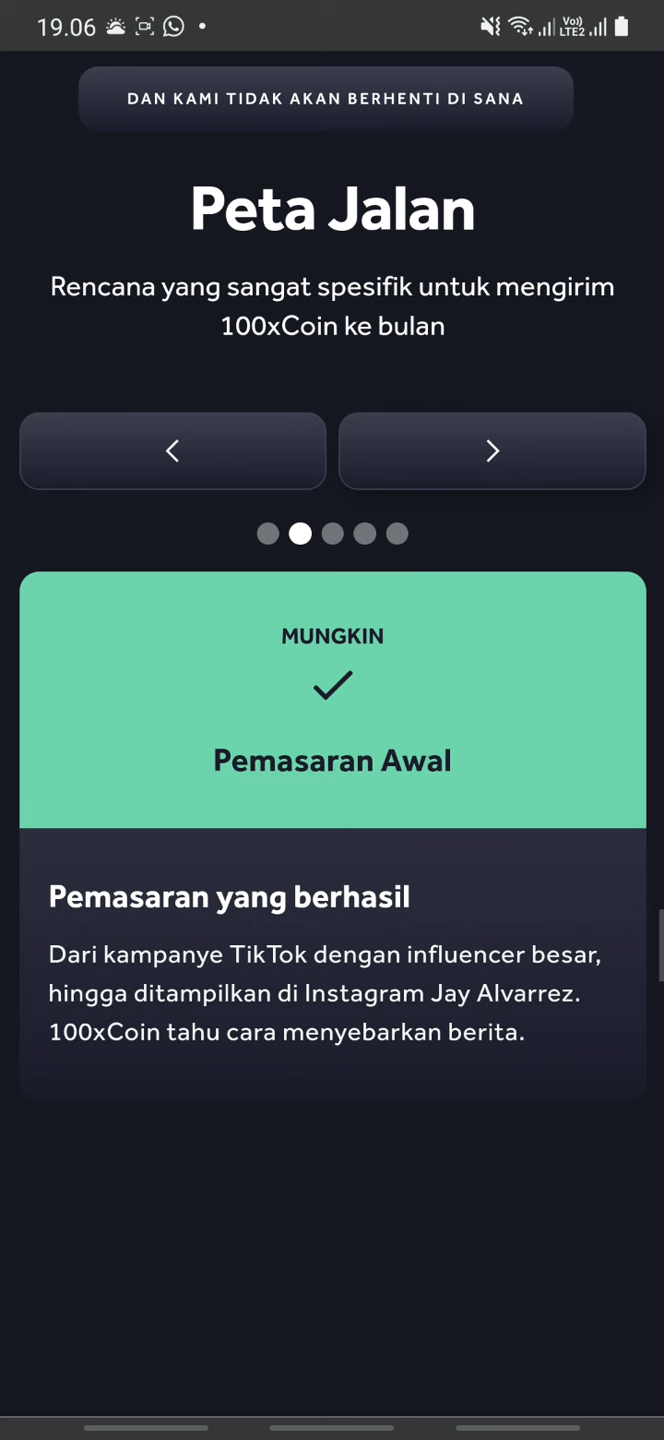 19.06
Vo))
LTE2
DAN KAMI TIDAK AKAN BERHENTI DI SANA
Peta Jalan
Rencana yang sangat spesifik untuk mengirim
100xCoin ke bulan
MUNGKIN
Pemasaran Awal
Pemasaran yang berhasil
Dari kampanye TikTok dengan influencer besar,
hingga ditampilkan di Instagram Jay Alvarrez.
100xCoin tahu cara menyebarkan berita.